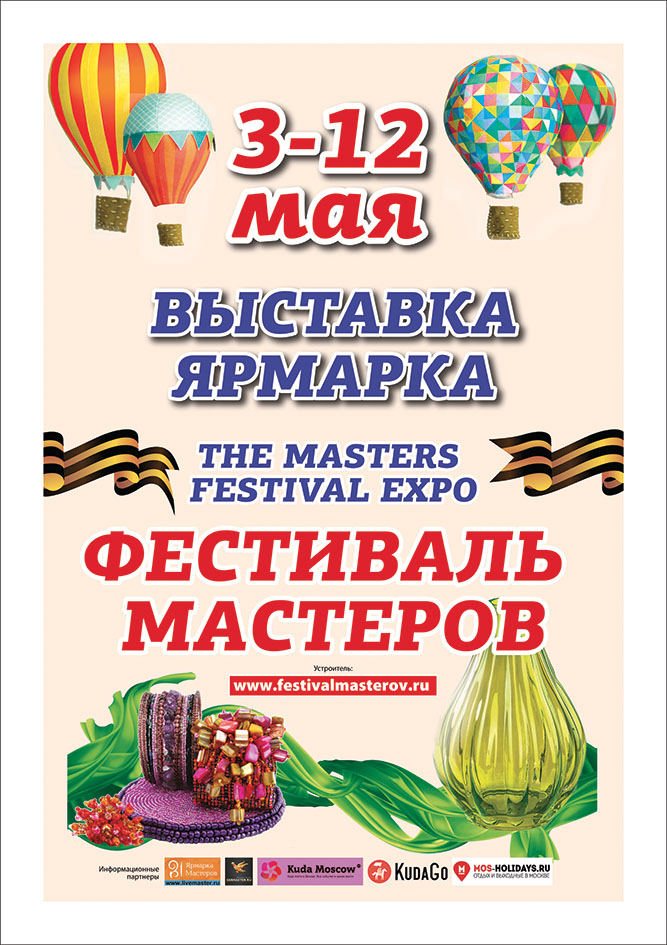 3-12
мая
ВЫСТАВКА
ЯРМАРКА
THE MASTERS
FESTIVAL EXPO
ФЕСТИВАЛЬ
МАСТЕРОВ
Устроитель:
www.festivalmasterov.ru
Информационные
партнеры
Ярмарка
Мастеров
www.livemaster.ru
Kuda Moscow
KUDAGO
MOS-HOLIDAYS.RU
ОТДЫХ И ВЫХОДНЫЕ В МОСКВЕ